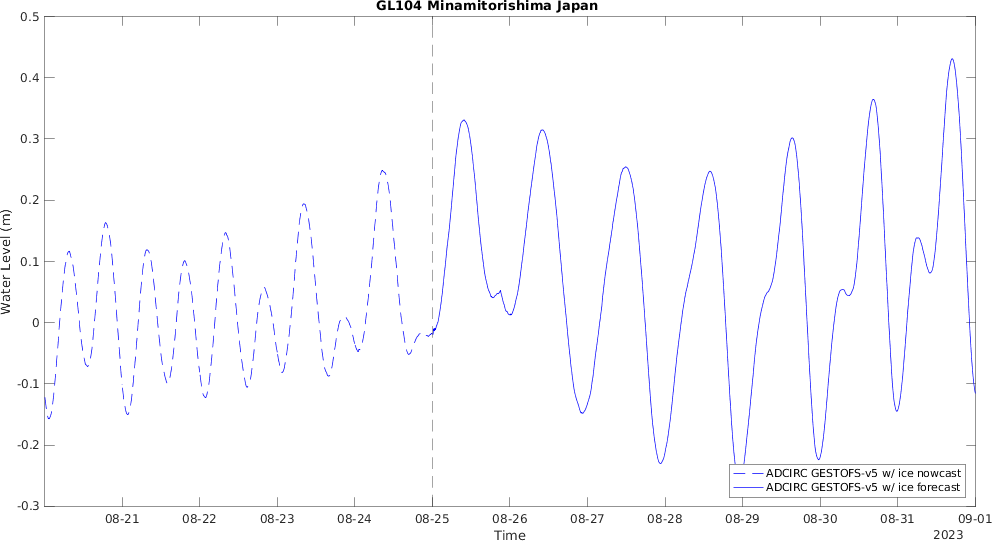 GL104 Minamitorishima Japan
0.5
0.4
0.3
0.2
0.1
0
-0.1
-0.2
-0.3
Water Level (m)
ADCIRC GESTOFS-v5 w/ ice nowcast
ADCIRC GESTOFS-v5 w/ ice forecast
08-21 08-22 08-23 08-24 08-25 08-26 08-27 08-28 08-29 08-30 08-31 09-01
Time
2023